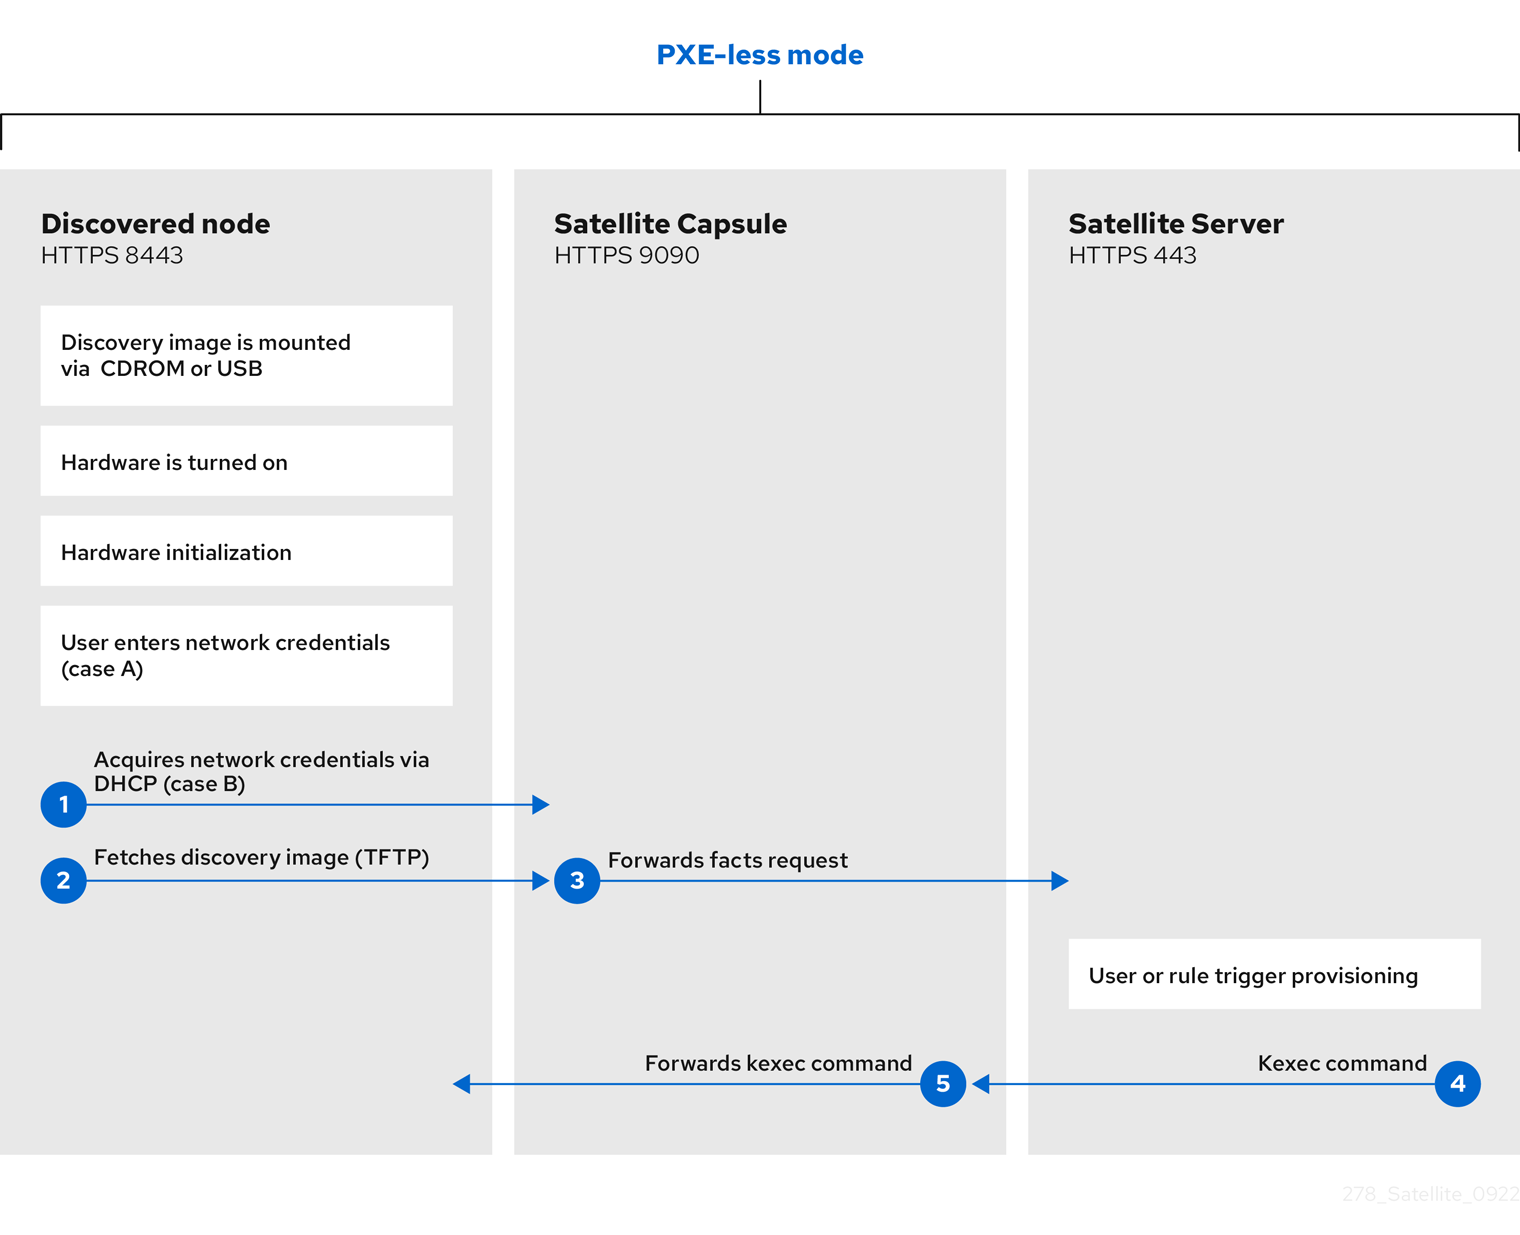 PXE-less mode
Discovered node
HTTPS 8443
Discovery image is mounted
via CDROM or USB
Hardware is turned on
Hardware initialization
User enters network credentials
(case A)
Acquires network credentials via
DHCP (case B)
1
Fetches discovery image (TFTP)
2
Satellite Capsule
HTTPS 9090
3
Forwards facts request
Forwards kexec command
5
Satellite Server
HTTPS 443
User or rule trigger provisioning
Kexec command
4
278_Satellite_0922